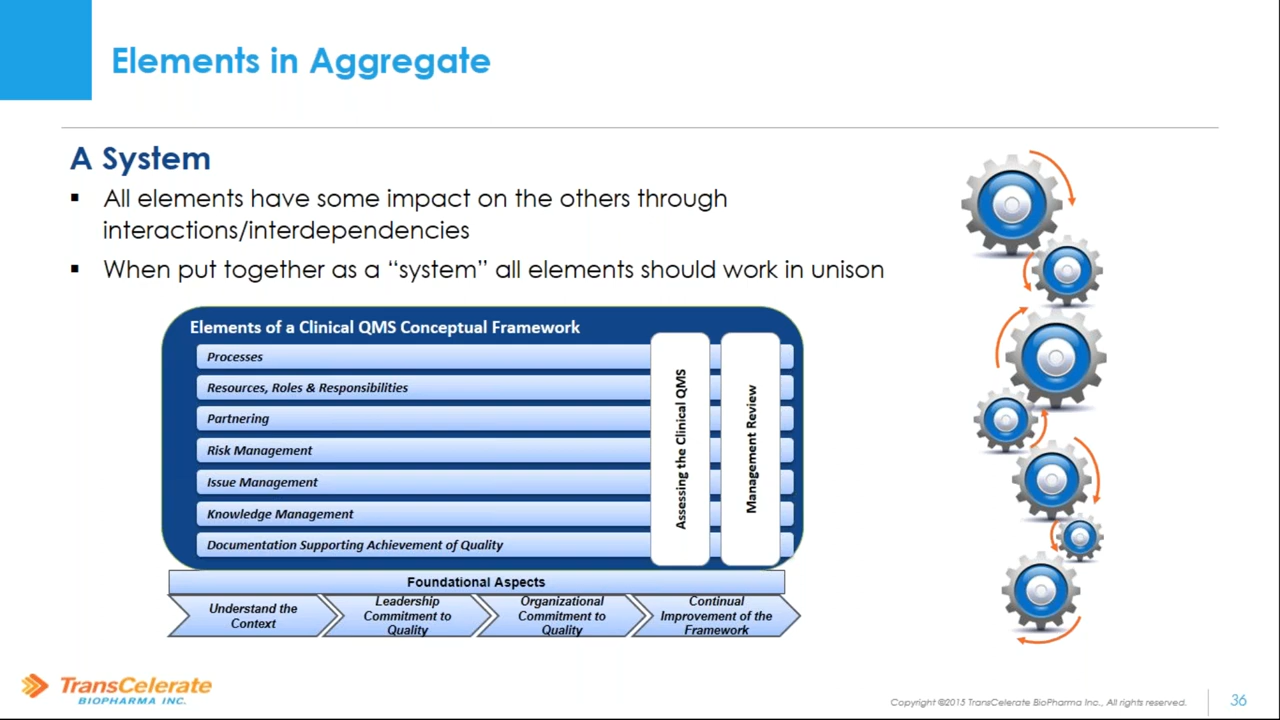 Elements in Aggregate
A System
▪ All elements have some impact on the others through
interactions/interdependencies
▪ When put together as a “system” all elements should work in unison
Elements of a Clinical QMS Conceptual Framework
Processes
Resources, Roles & Responsibilities
Partnering
Risk Management
Issue Management
Knowledge Management
Documentation Supporting Achievement of Quality
Assessing the Clinical QMS
Management Review
Foundational Aspects
Understand the
Context
Leadership
Commitment to
Quality
Organizational
Commitment to
Quality
Continual
Improvement of the
Framework
TransCelerate
BIOPHARMA INC.
Copyright ©2015 TransCelerate BioPharma Inc., All rights reserved.
36